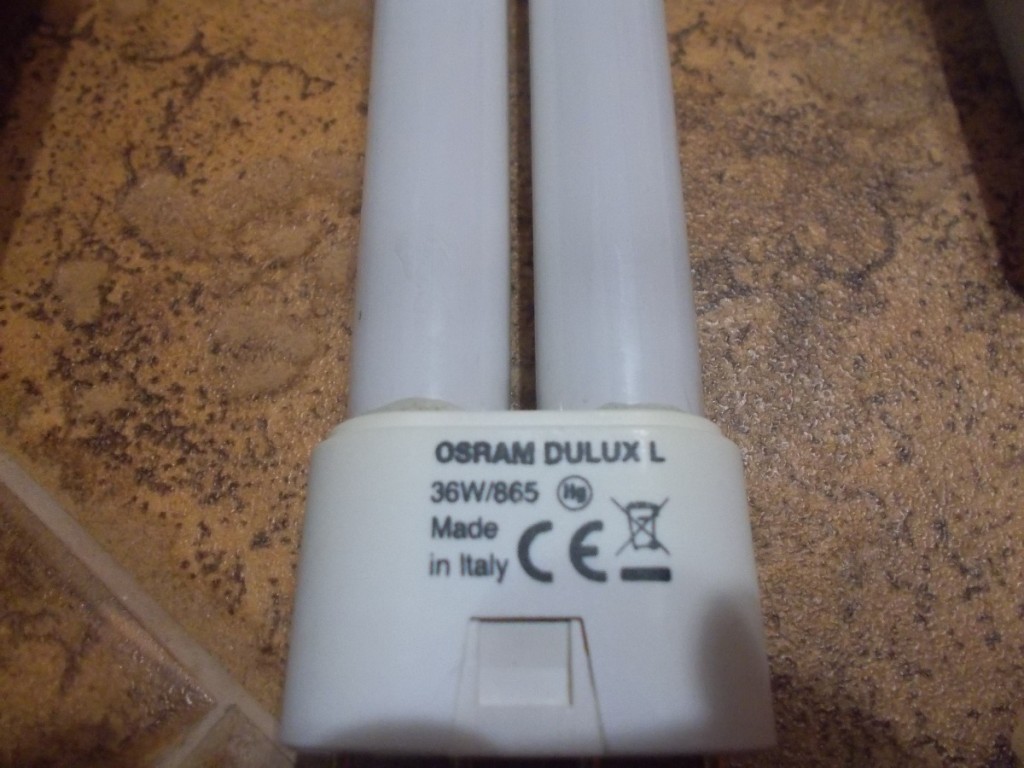 OSRAM DULUX L
36W/865 Hg
Made
in Italy CE